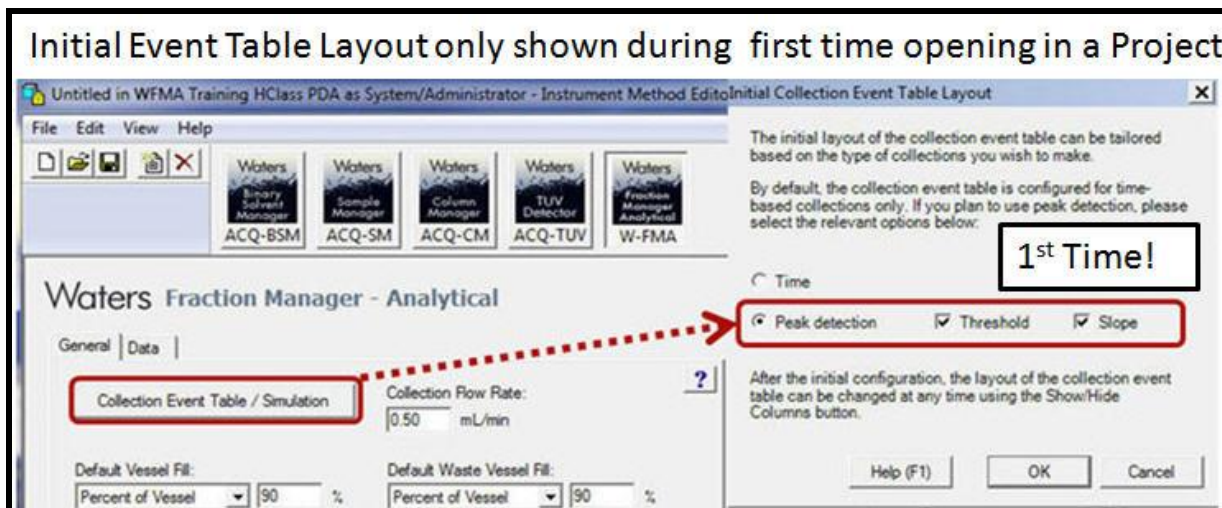 Initial Event Table Layout only shown during first time opening in a Project
Untitled in WFMA Training HClass PDA as System/Administrator - Instrument Method Edito
File Edit View Help
Waters
Binary
Solvent
Manager
ACQ-BSM
Waters
Sample
Manager
ACQ-SM
Waters
Column
Manager
ACQ-CM
Waters
TUV
Detector
ACQ-TUV
Waters
Fraction
Manager
Analytical
W-FMA
Waters Fraction Manager - Analytical
General Data
Collection Event Table / Simulation
Collection Flow Rate:
0.50 mL/min
?
Default Vessel Fill:
Percent of Vessel 90 %
Default Waste Vessel Fill:
Percent of Vessel 90 %
Initial Collection Event Table Layout
The initial layout of the collection event table can be tailored
based on the type of collections you wish to make.
By default, the collection event table is configured for time-
based collections only. If you plan to use peak detection, please
select the relevant options below:
1st Time!
Time
Peak detection Threshold Slope
After the initial configuration, the layout of the collection event
table can be changed at any time using the Show/Hide
Columns button.
Help (F1) OK Cancel